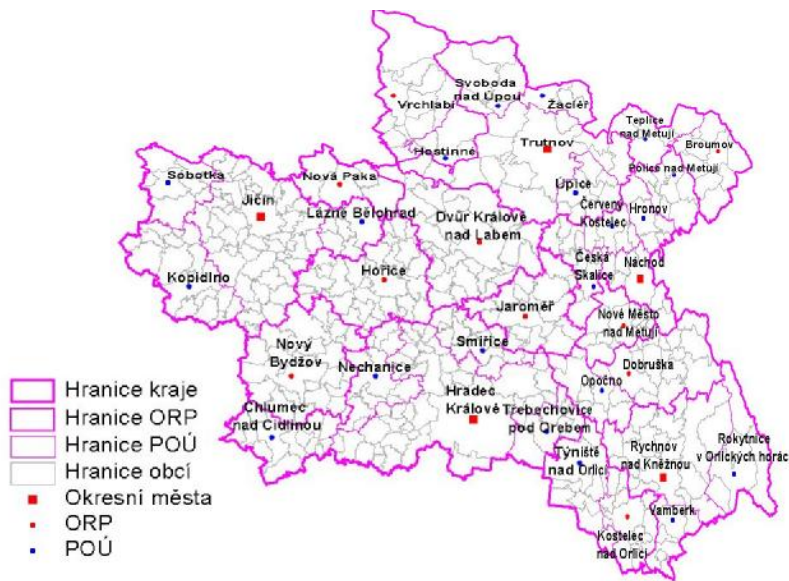 Svoboda
nad Úpou
Vrchlabí
Žacléř
Teplice
nad Metují
Broumov
Hostinné
Trutnov
Police nad Metují
Sobotka
Nová Paka
Jičín
Úpice
Lázně Bělohrad
Dvůr Králové
nad Labem
Červený
Kostelec
Hronov
Kopidlno
Hořice
Česká
Skalice
Náchod
Jaroměř
Nové Město
nad Metují
Nový
Bydžov
Nechanice
Smiřice
Dobruška
Opočno
Hradec
Králové
Třebechovice
pod Orebem
Chlumec
nad Cidlinou
Týniště
nad Orlicí
Rychnov
nad Kněžnou
Rokytnice
v Orlických horác
Vamberk
Kostelec
nad Orlicí
Hranice kraje
Hranice ORP
Hranice POÚ
Hranice obcí
Okresní města
ORP
POÚ